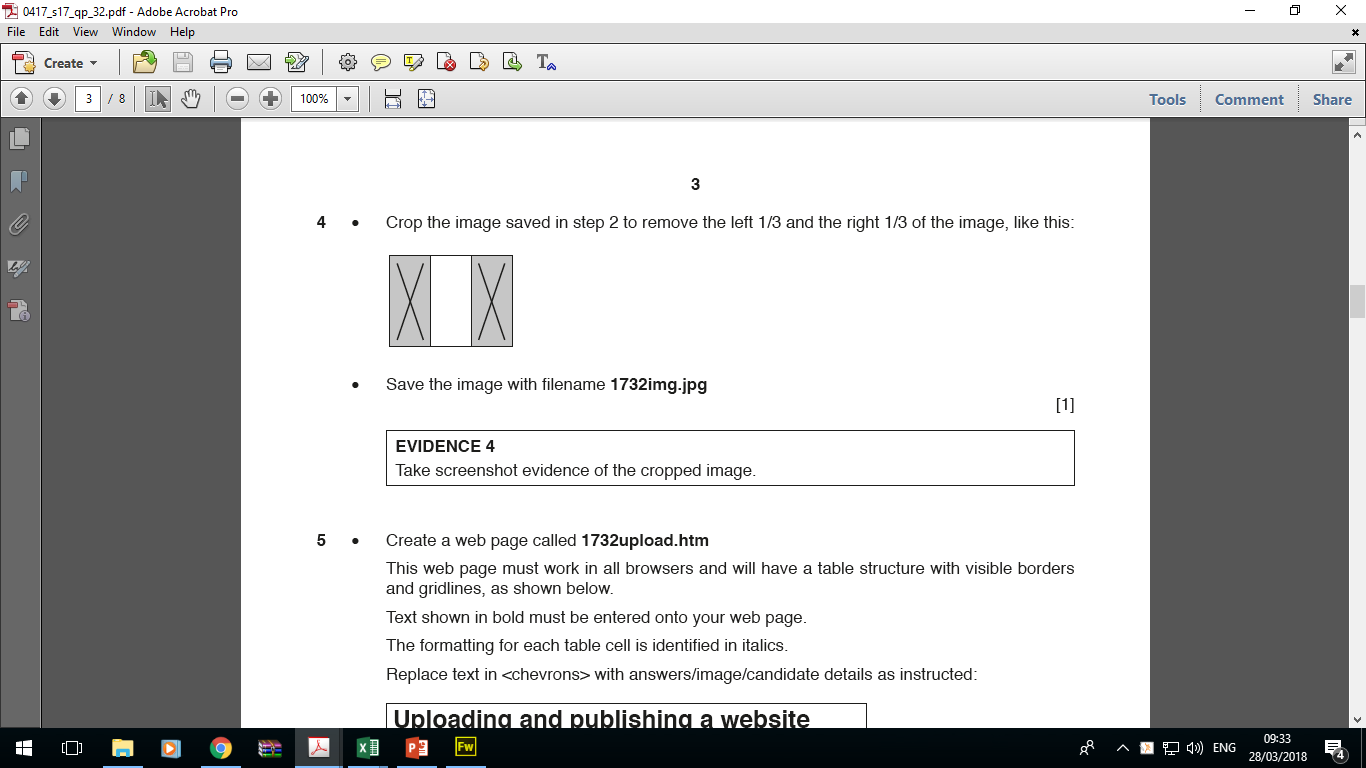 0417_s17_qp_32.pdf - Adobe Acrobat Pro
File Edit View Window Help
Create
3 / 8 100% Tools Comment Share
3
4 • Crop the image saved in step 2 to remove the left 1/3 and the right 1/3 of the image, like this:
• Save the image with filename 1732img.jpg
[1]
EVIDENCE 4
Take screenshot evidence of the cropped image.
5 • Create a web page called 1732upload.htm
This web page must work in all browsers and will have a table structure with visible borders
and gridlines, as shown below.
Text shown in bold must be entered onto your web page.
The formatting for each table cell is identified in italics.
Replace text in <chevrons> with answers/image/candidate details as instructed:
Uploading and publishing a website
Fw
ENG
09:33
28/03/2018
4